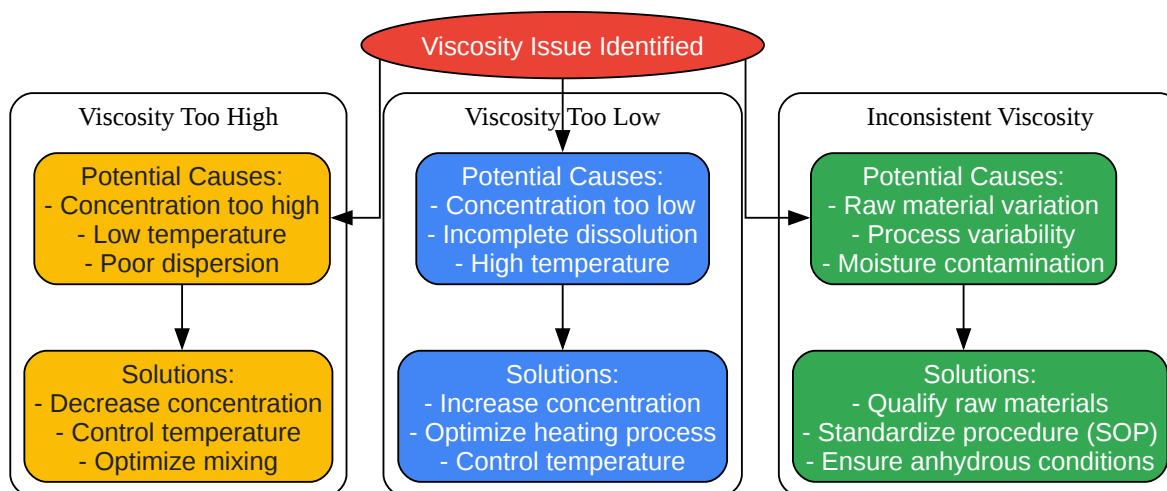 Viscosity Issue Identified
Viscosity Too High
Potential Causes:
- Concentration too high
- Low temperature
- Poor dispersion
Solutions:
- Decrease concentration
- Control temperature
- Optimize mixing
Viscosity Too Low
Potential Causes:
- Concentration too low
- Incomplete dissolution
- High temperature
Solutions:
- Increase concentration
- Optimize heating process
- Control temperature
Inconsistent Viscosity
Potential Causes:
- Raw material variation
- Process variability
- Moisture contamination
Solutions:
- Qualify raw materials
- Standardize procedure (SOP)
- Ensure anhydrous conditions